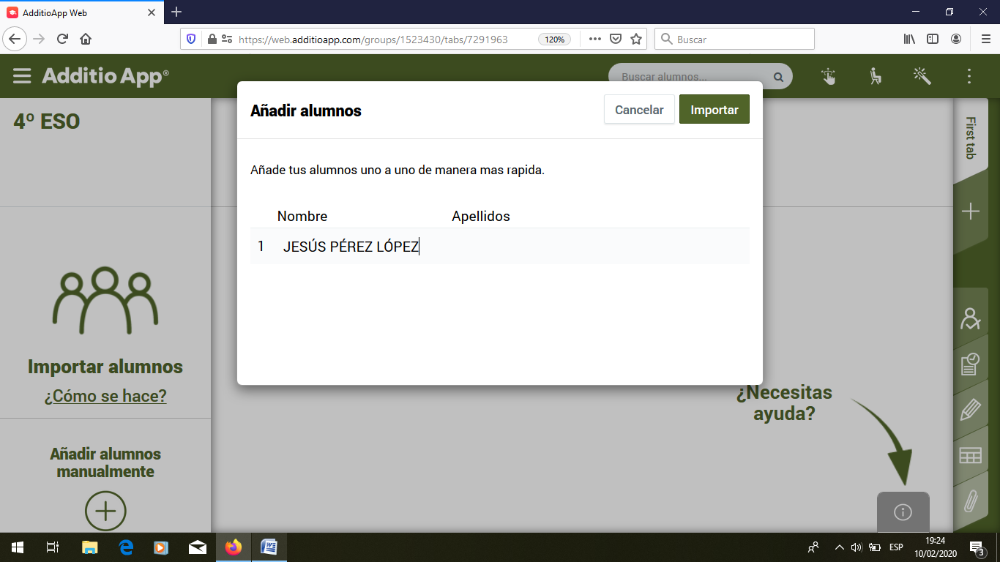 AdditioApp Web
https://web.additioapp.com/groups/1523430/tabs/7291963
120%
Buscar
Additio App®
Buscar alumnos...
4º ESO
First tab
Añadir alumnos
Cancelar
Importar
Añade tus alumnos uno a uno de manera mas rapida.
Nombre Apellidos
1 JESÚS PÉREZ LÓPEZ
Importar alumnos
¿Cómo se hace?
Añadir alumnos
manualmente
¿Necesitas
ayuda?
ESP
19:24
10/02/2020
3